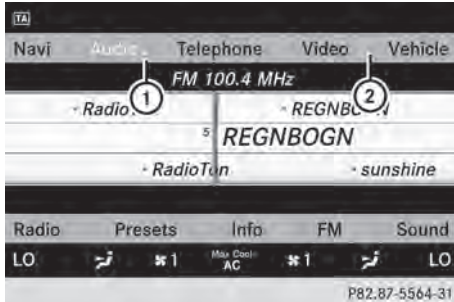 TA
Navi Audio Telephone Video Vehicle
FM 100.4 MHz
1 2
Radio REGNB
5 REGNBOGN
RadioTon sunshine
Radio Presets Info FM Sound
LO 1 Max Cool AC 1 LO
P82.87-5564-31